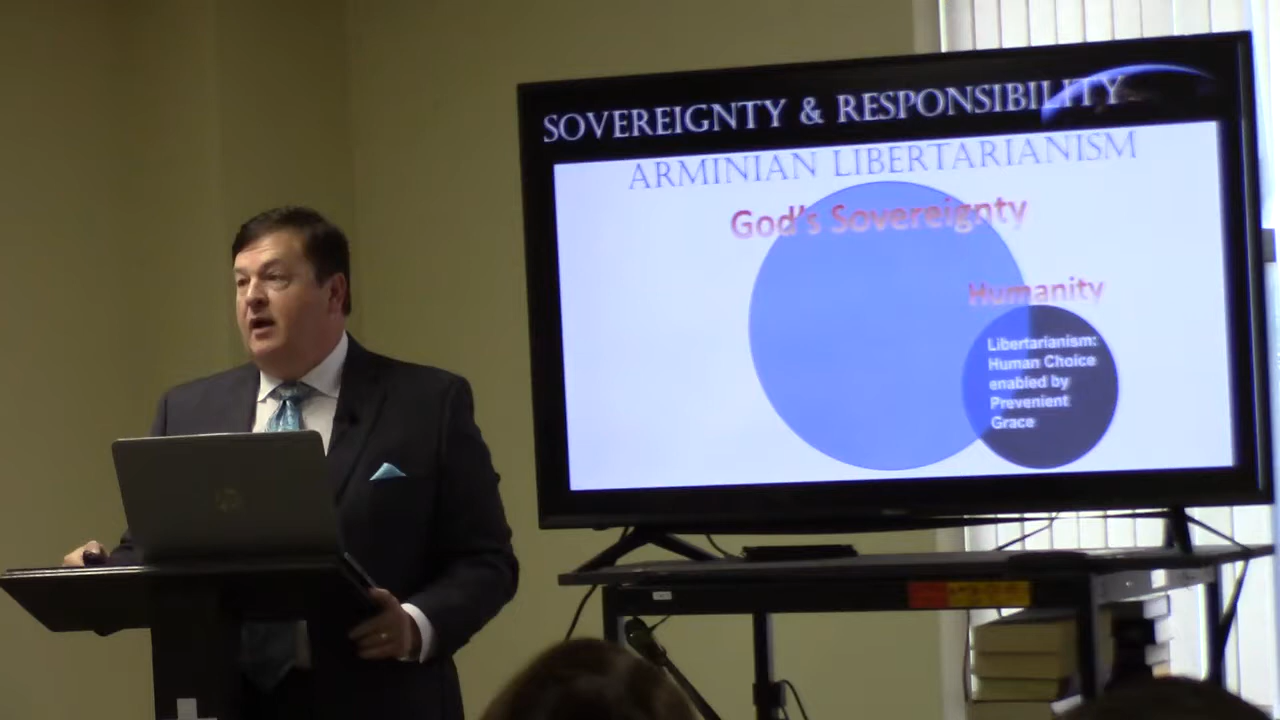 SOVEREIGNTY & RESPONSIBILITY
ARMINIAN LIBERTARIANISM
God's Sovereignty
Humanity
Libertarianism:
Human Choice
enabled by
Prevenient
Grace